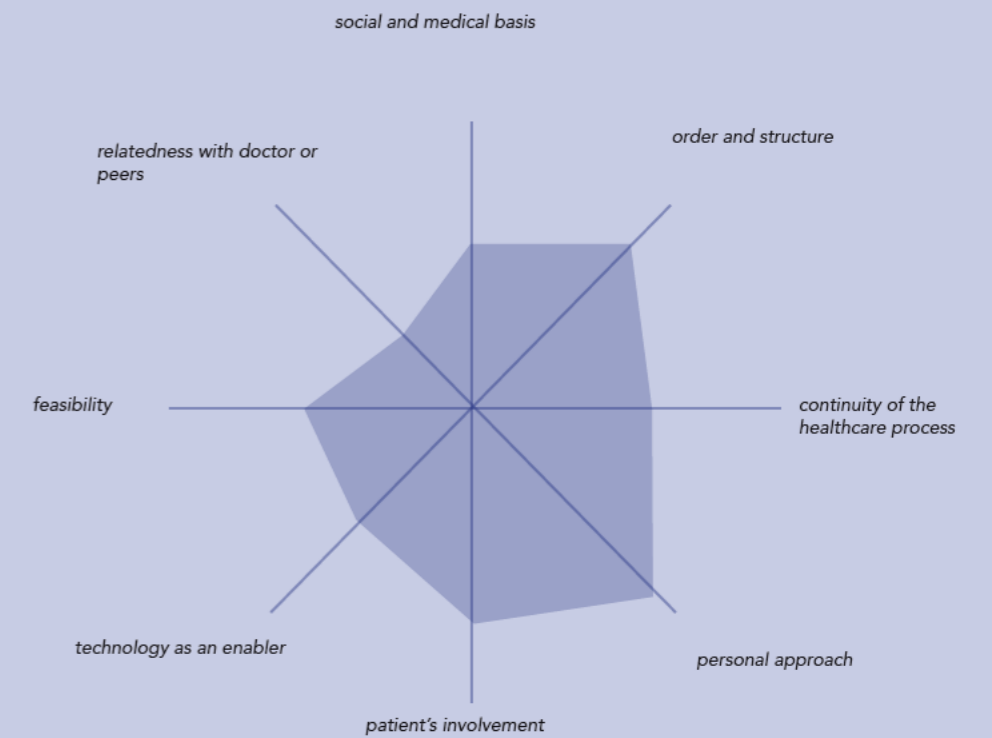 social and medical basis
order and structure
relatedness with doctor or
peers
feasibility
continuity of the
healthcare process
technology as an enabler
personal approach
patient’s involvement